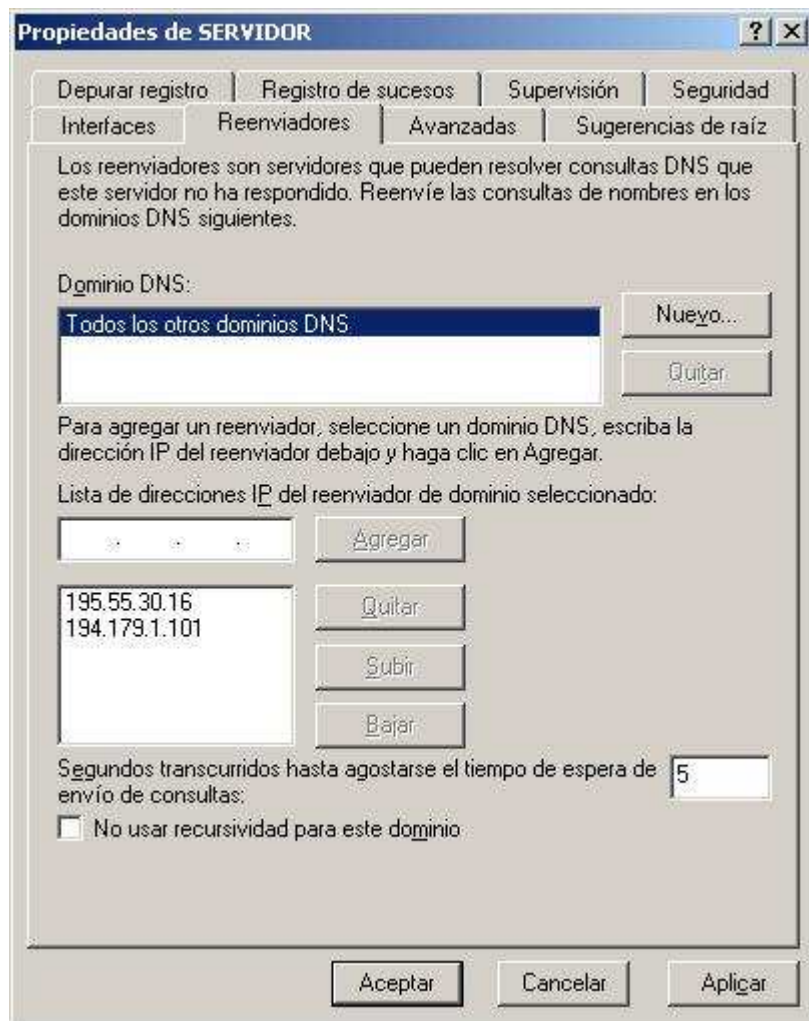 Propiedades de SERVIDOR
Depurar registro
Registro de sucesos
Supervisión
Seguridad
Interfaces
Reenviadores
Avanzadas
Sugerencias de raíz
Los reenviadores son servidores que pueden resolver consultas DNS que
este servidor no ha respondido. Reenvíe las consultas de nombres en los
dominios DNS siguientes.
Dominio DNS:
Todos los otros dominios DNS
Nuevo...
Quitar
Para agregar un reenviador, seleccione un dominio DNS, escriba la
dirección IP del reenviador debajo y haga clic en Agregar.
Lista de direcciones IP del reenviador de dominio seleccionado:
. . .
Agregar
195.55.30.16
194.179.1.101
Quitar
Subir
Bajar
Segundos transcurridos hasta agostarse el tiempo de espera de
envío de consultas:
5
No usar recursividad para este dominio
Aceptar
Cancelar
Aplicar